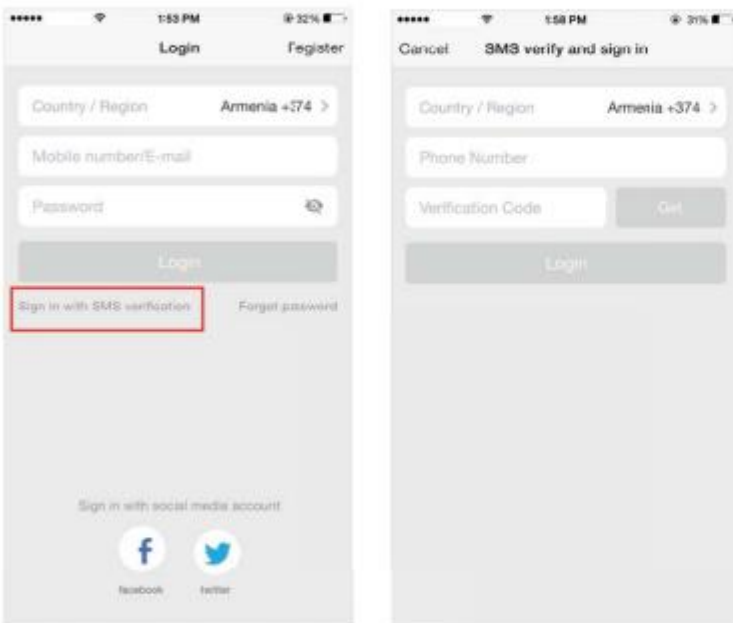 1:53 PM 32%
Login Fegister
Country / Region Armenia +374 >
Mobile number/E-mail
Password
Login
Sign in with SMS verification Forget password
Sign in with social media account
f
facebook twitter
1:58 PM 31%
Cancel SMS verify and sign in
Country / Region Armenia +374 >
Phone Number
Verification Code Get
Login